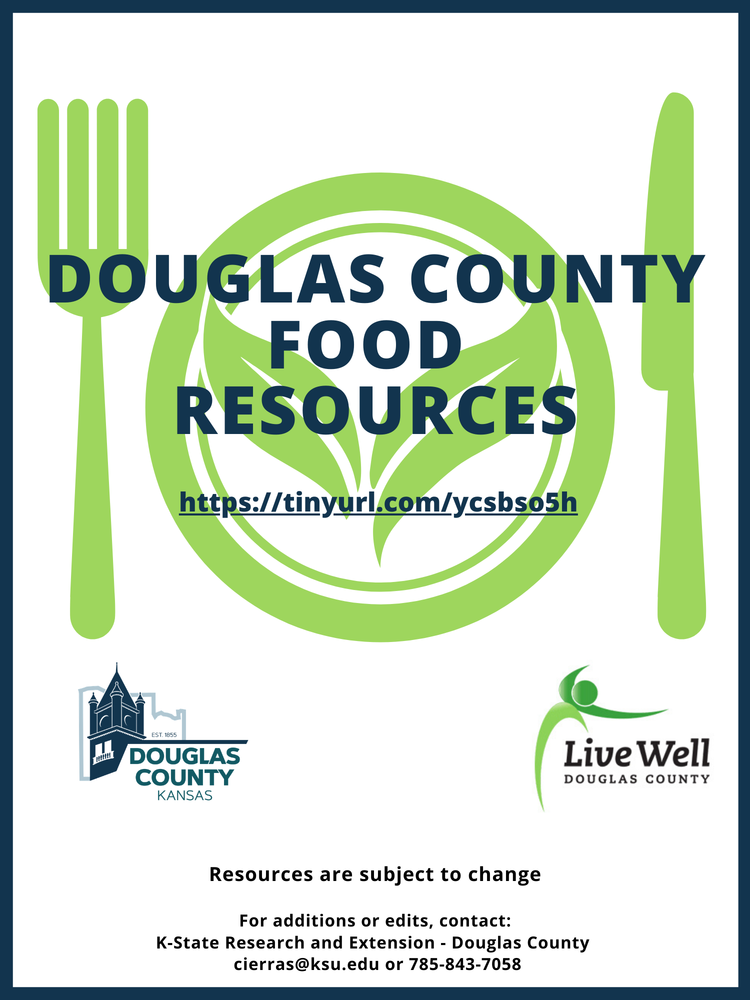 DOUGLAS COUNTY
FOOD
RESOURCES
https://tinyurl.com/ycsbso5h
EST. 1855
DOUGLAS
COUNTY
KANSAS
Live Well
DOUGLAS COUNTY
Resources are subject to change
For additions or edits, contact:
K-State Research and Extension - Douglas County
cierras@ksu.edu or 785-843-7058